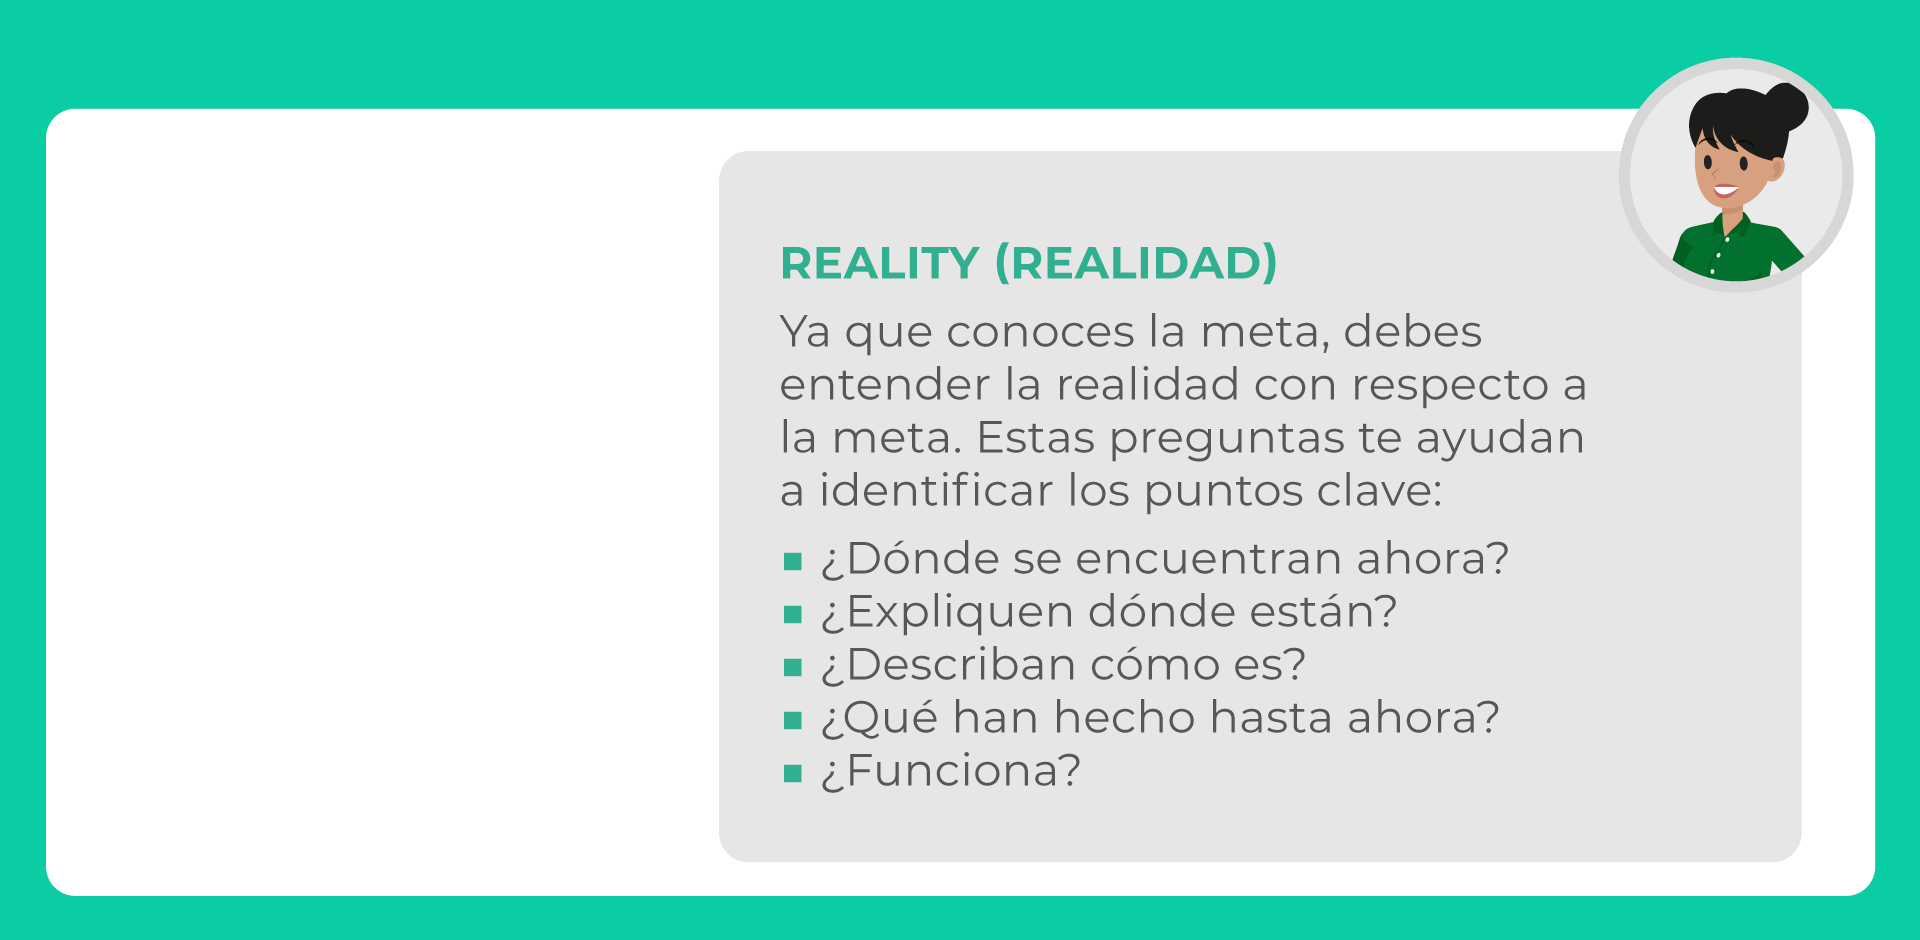 REALITY (REALIDAD)
Ya que conoces la meta, debes
entender la realidad con respecto a
la meta. Estas preguntas te ayudan
a identificar los puntos clave:
¿Dónde se encuentran ahora?
¿Expliquen dónde están?
¿Describan cómo es?
¿Qué han hecho hasta ahora?
¿Funciona?